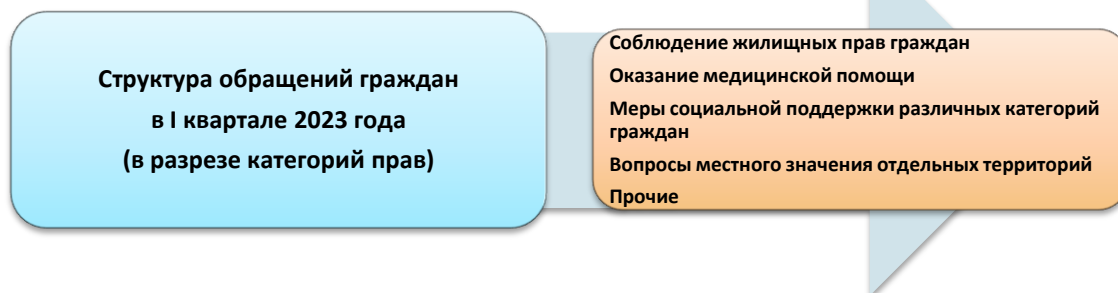 Структура обращений граждан
в I квартале 2023 года
(в разрезе категорий прав)
Соблюдение жилищных прав граждан
Оказание медицинской помощи
Меры социальной поддержки различных категорий
граждан
Вопросы местного значения отдельных территорий
Прочие